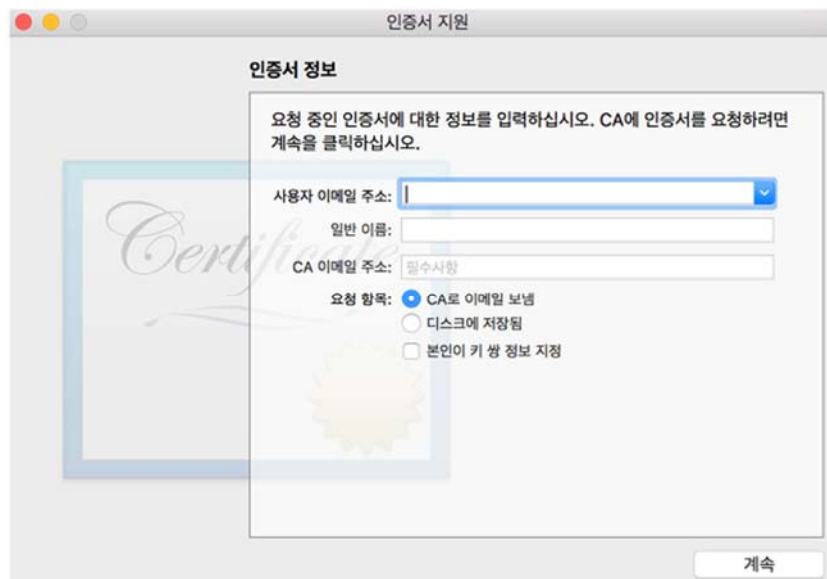 인증서 지원
인증서 정보
요청 중인 인증서에 대한 정보를 입력하십시오. CA에 인증서를 요청하려면
계속을 클릭하십시오.
Certificate
사용자 이메일 주소:
일반 이름:
CA 이메일 주소: 필수사항
요청 항목: CA로 이메일 보냄
디스크에 저장됨
본인이 키 쌍 정보 지정
계속